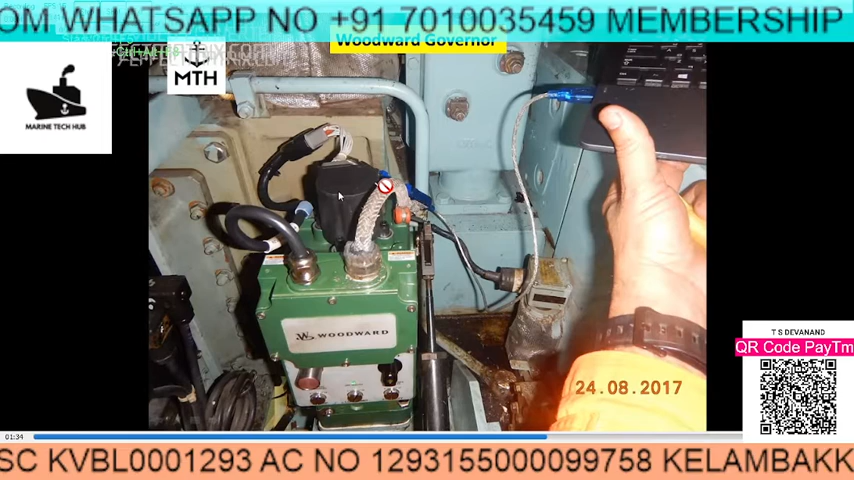 OM WHATSAPP NO +91 7010035459 MEMBERSHIP
Woodward Governor
MTH
MARINE TECH HUB
WOODWARD
T S DEVANAND
QR Code PayTm
24.08.2017
01:34
SC KVBL0001293 AC NO 1293155000099758 KELAMBAKK